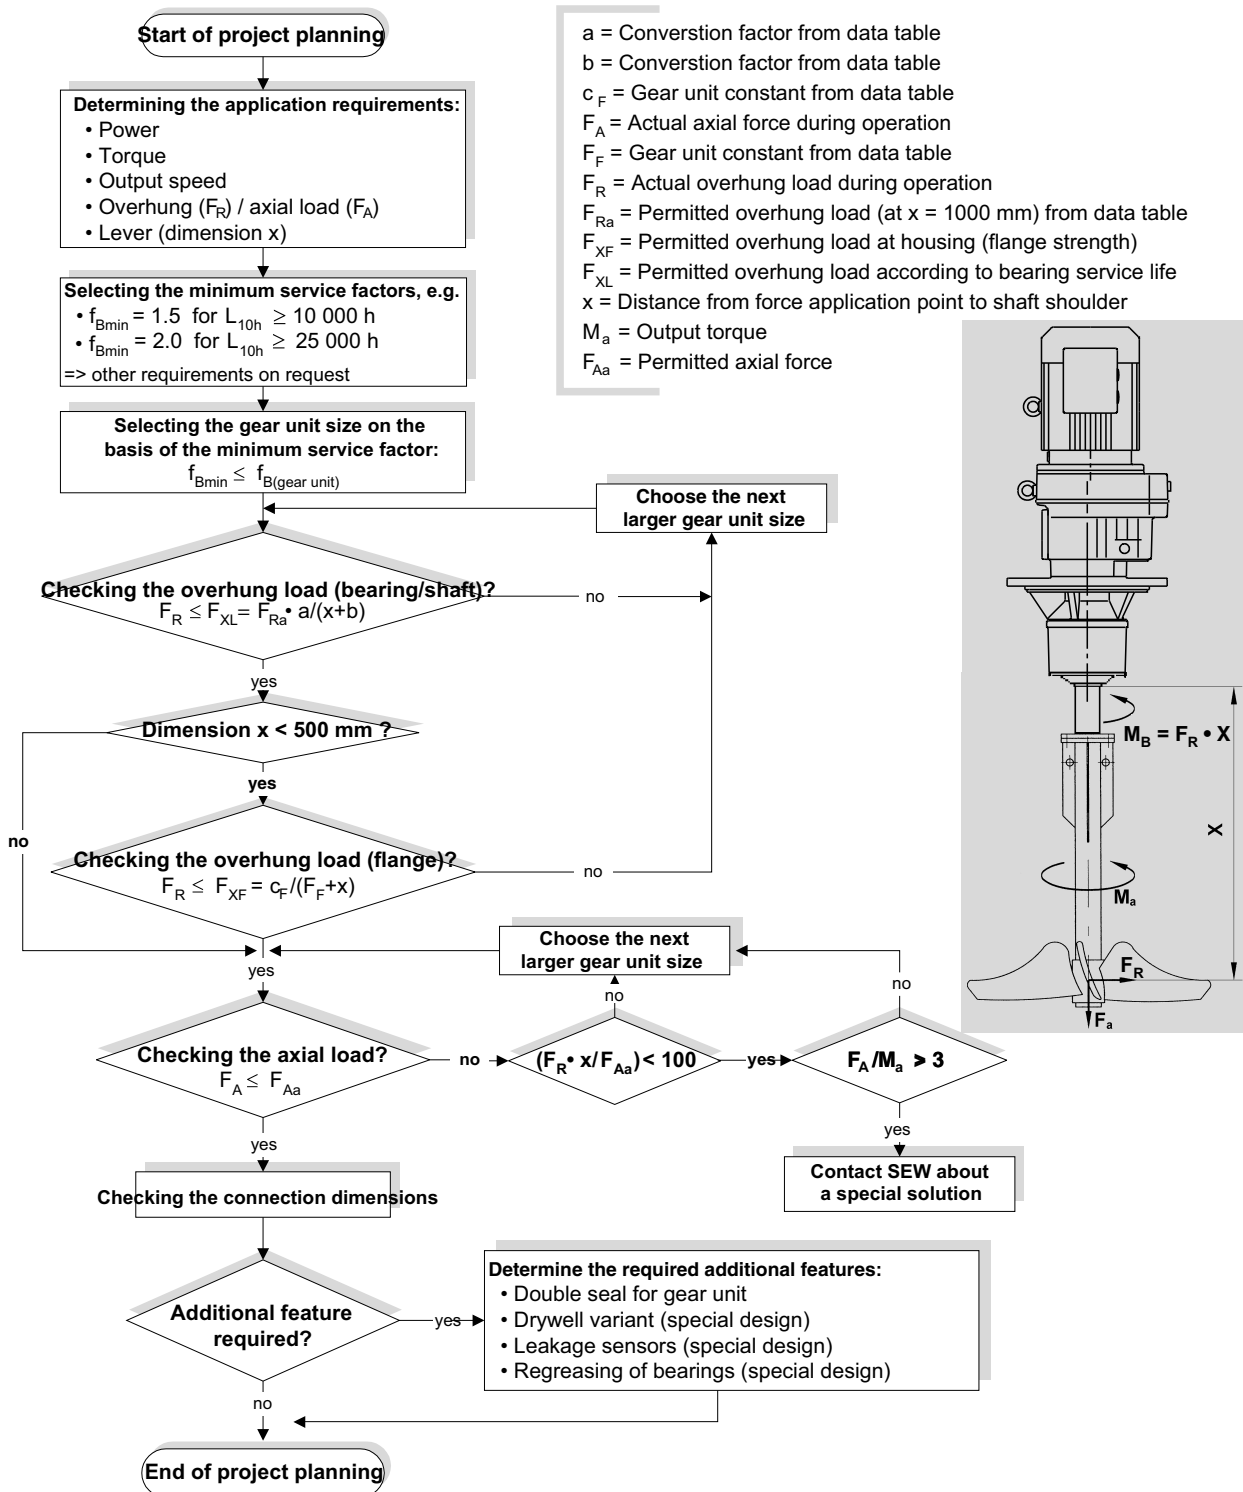 Start of project planning
Determining the application requirements:
• Power
• Torque
• Output speed
• Overhung (F_R) / axial load (F_A)
• Lever (dimension x)
Selecting the minimum service factors, e.g.
• f_Bmin = 1.5 for L_10h ≥ 10 000 h
• f_Bmin = 2.0 for L_10h ≥ 25 000 h
=> other requirements on request
Selecting the gear unit size on the
basis of the minimum service factor:
f_Bmin ≤ f_B(gear unit)
Choose the next
larger gear unit size
Checking the overhung load (bearing/shaft)?
F_R ≤ F_XL = F_Ra • a/(x+b)
no
yes
Dimension x < 500 mm ?
yes
no
Checking the overhung load (flange)?
F_R ≤ F_XF = c_F/(F_F+x)
no
Choose the next
larger gear unit size
yes
no
no
Checking the axial load?
F_A ≤ F_Aa
no
(F_R • x/F_Aa) < 100
yes
F_A/M_a > 3
yes
yes
Contact SEW about
a special solution
Checking the connection dimensions
Additional feature
required?
yes
Determine the required additional features:
• Double seal for gear unit
• Drywell variant (special design)
• Leakage sensors (special design)
• Regreasing of bearings (special design)
no
End of project planning
a = Converstion factor from data table
b = Converstion factor from data table
c_F = Gear unit constant from data table
F_A = Actual axial force during operation
F_F = Gear unit constant from data table
F_R = Actual overhung load during operation
F_Ra = Permitted overhung load (at x = 1000 mm) from data table
F_XF = Permitted overhung load at housing (flange strength)
F_XL = Permitted overhung load according to bearing service life
x = Distance from force application point to shaft shoulder
M_a = Output torque
F_Aa = Permitted axial force
M_B = F_R • X
X
M_a
F_R
F_a